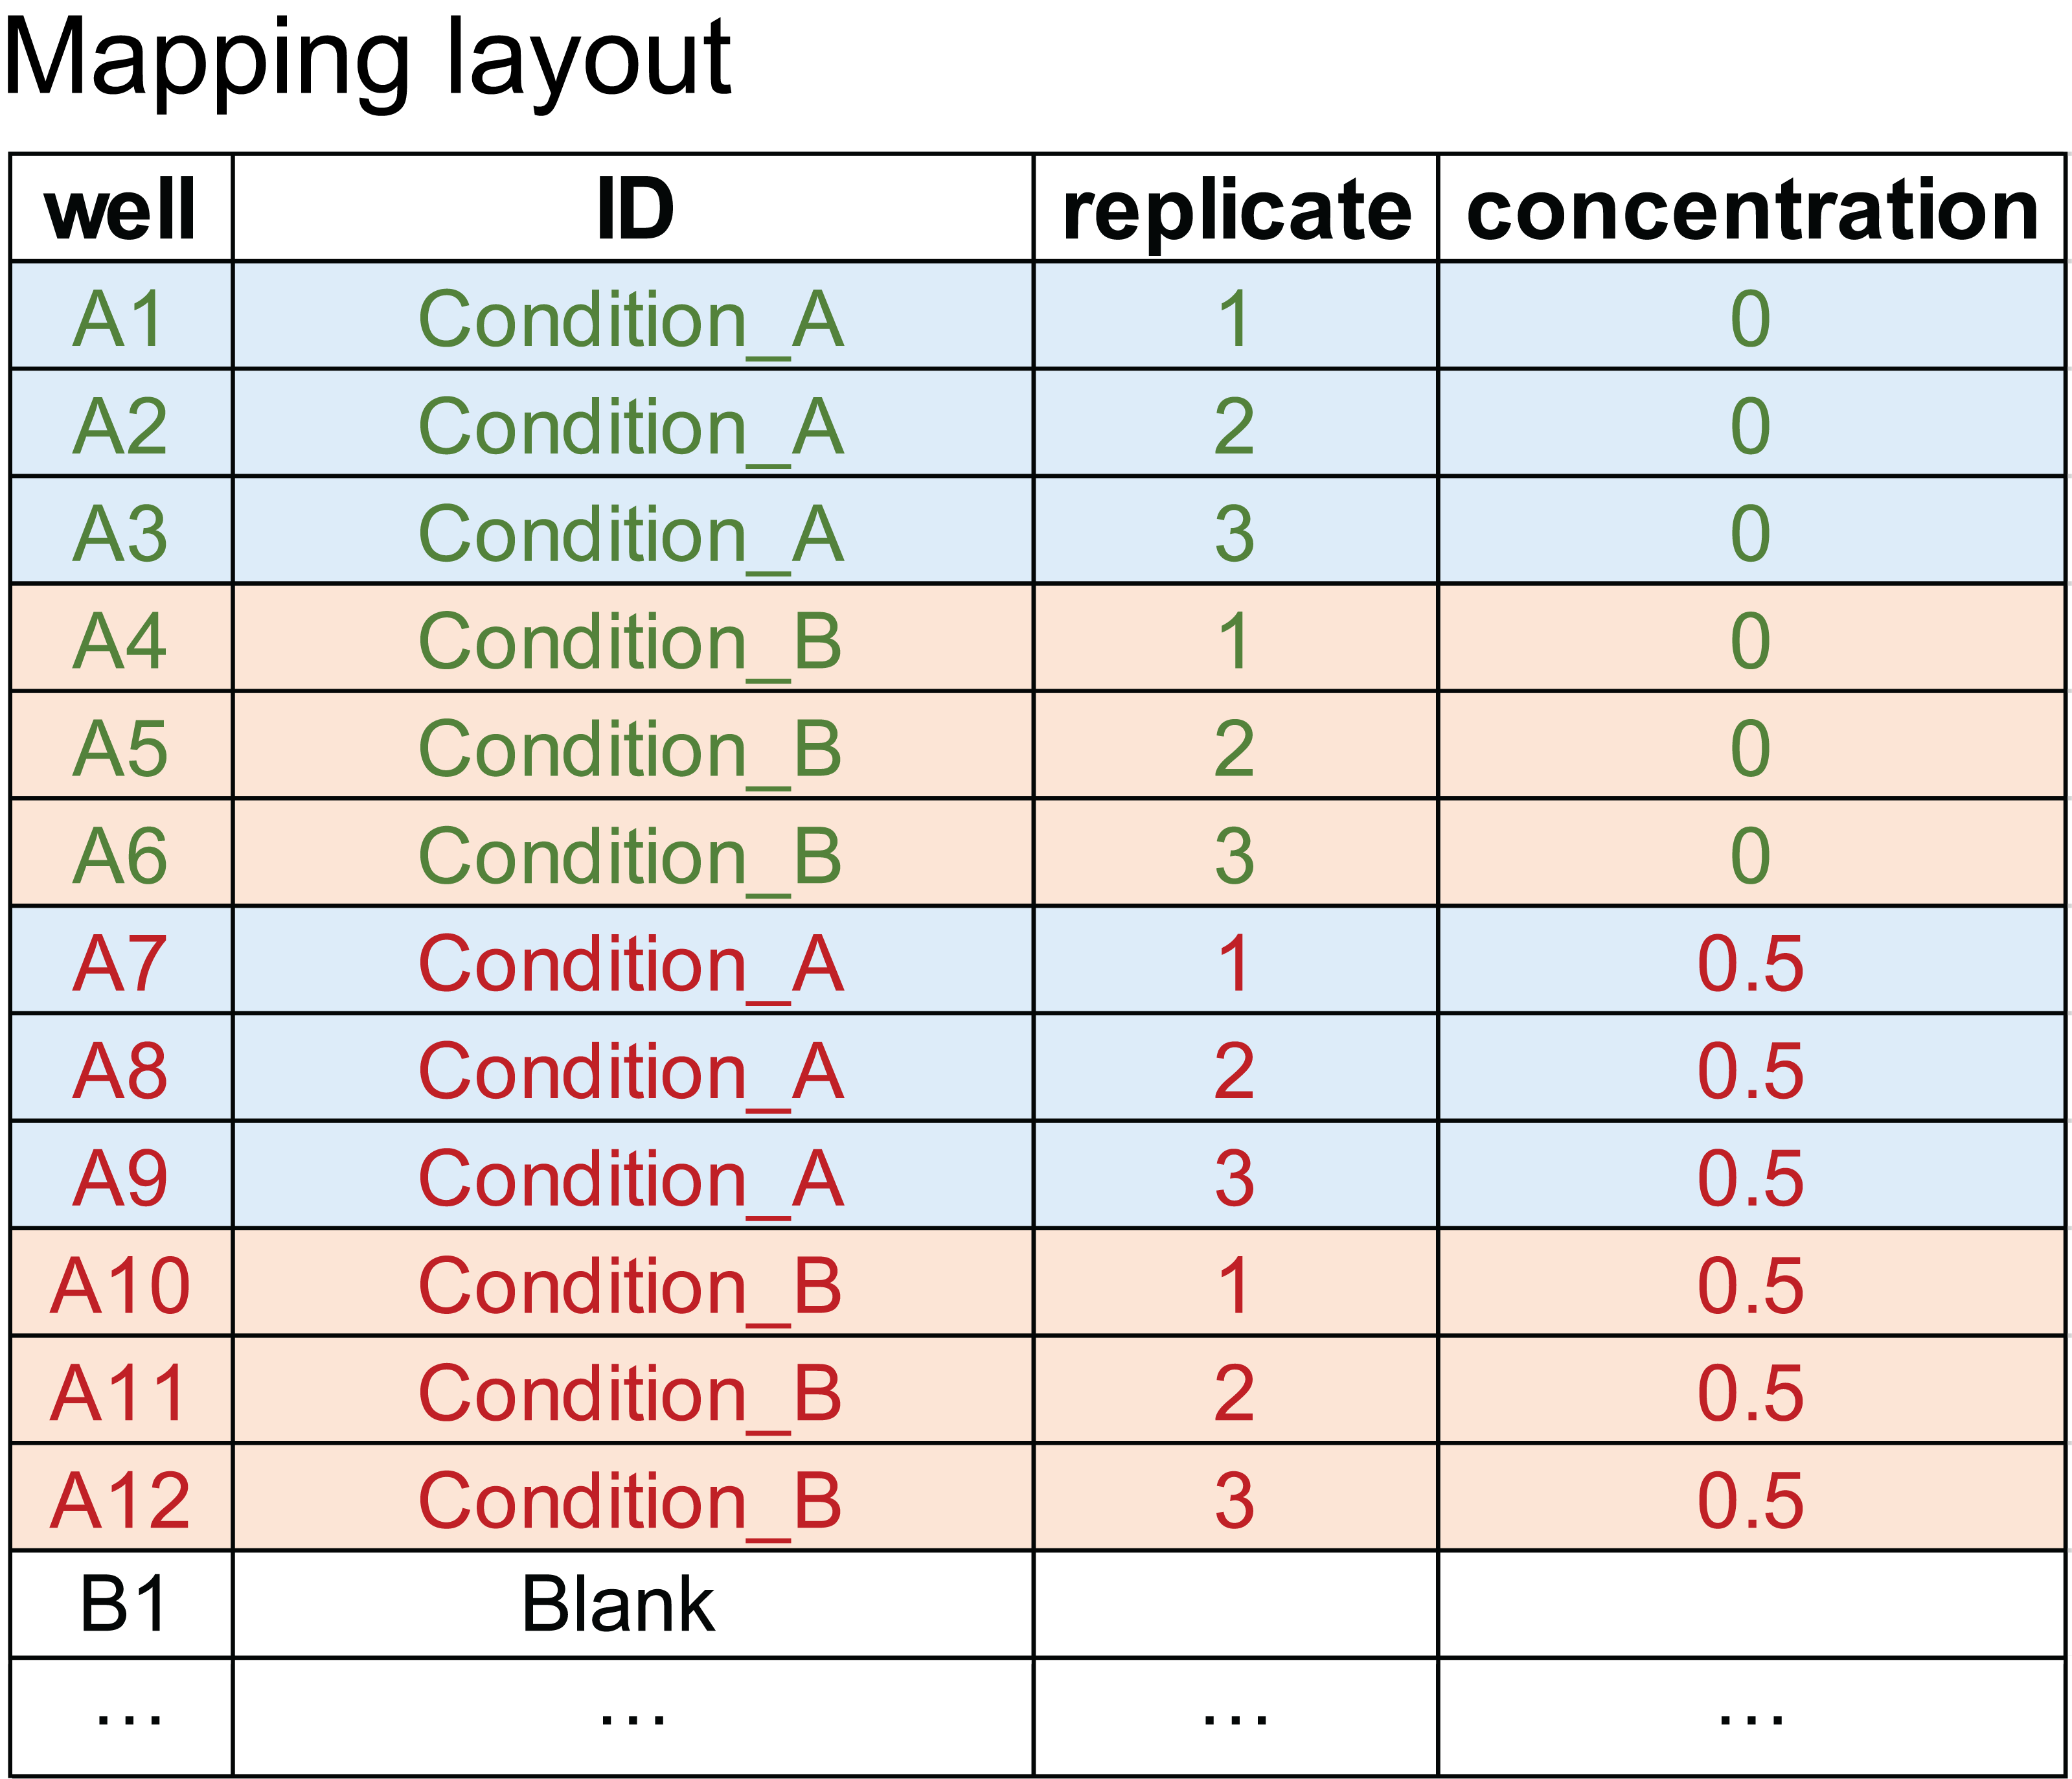 Mapping layout
well ID replicate concentration
A1 Condition_A 1 0
A2 Condition_A 2 0
A3 Condition_A 3 0
A4 Condition_B 1 0
A5 Condition_B 2 0
A6 Condition_B 3 0
A7 Condition_A 1 0.5
A8 Condition_A 2 0.5
A9 Condition_A 3 0.5
A10 Condition_B 1 0.5
A11 Condition_B 2 0.5
A12 Condition_B 3 0.5
B1 Blank
... ... ... ...